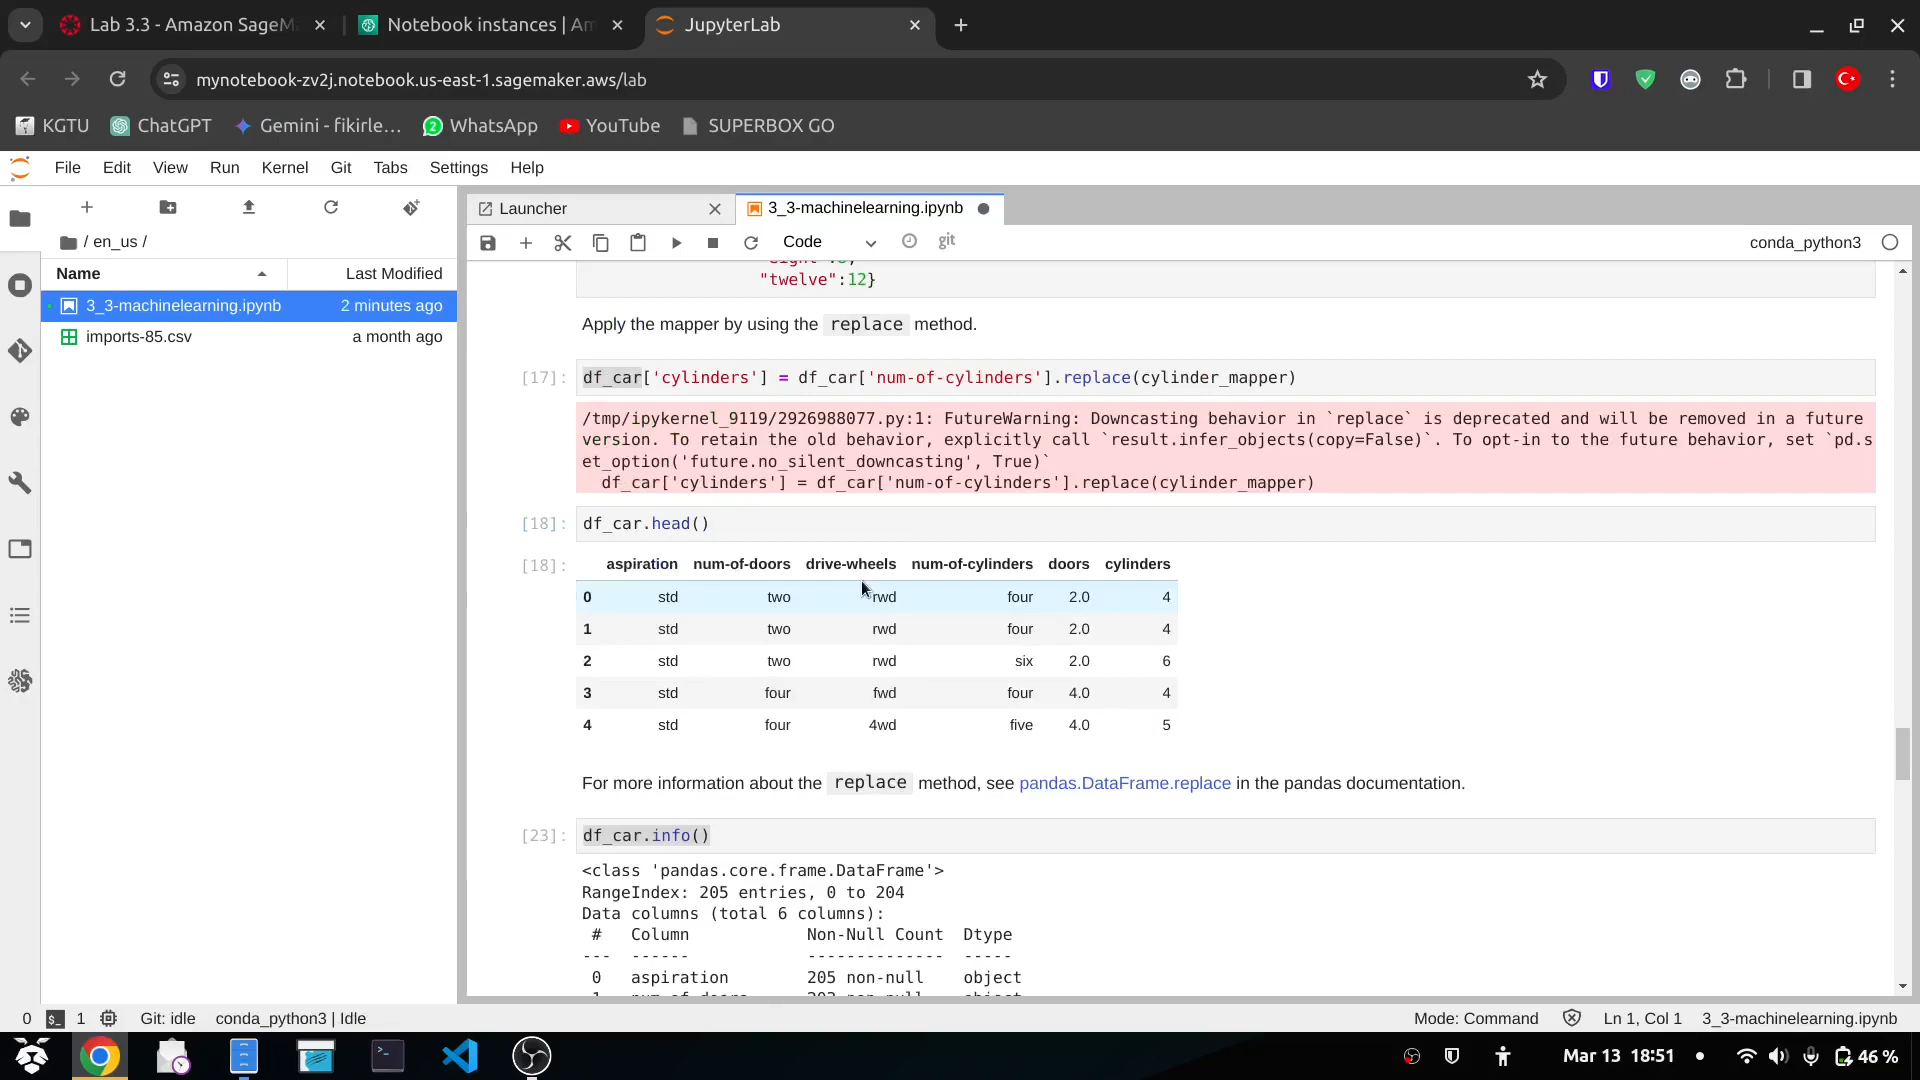 Lab 3.3 - Amazon SageM
Notebook instances | Am
JupyterLab
mynotebook-zv2j.notebook.us-east-1.sagemaker.aws/lab
KGTU
ChatGPT
Gemini - fikirle…
WhatsApp
YouTube
SUPERBOX GO
File Edit View Run Kernel Git Tabs Settings Help
/ en_us /
Name Last Modified
3_3-machinelearning.ipynb 2 minutes ago
imports-85.csv a month ago
Launcher
3_3-machinelearning.ipynb
Code
git
conda_python3
"twelve":12}
Apply the mapper by using the replace method.
[17]: df_car['cylinders'] = df_car['num-of-cylinders'].replace(cylinder_mapper)
/tmp/ipykernel_9119/2926988077.py:1: FutureWarning: Downcasting behavior in `replace` is deprecated and will be removed in a future
version. To retain the old behavior, explicitly call `result.infer_objects(copy=False)`. To opt-in to the future behavior, set `pd.s
et_option('future.no_silent_downcasting', True)`
df_car['cylinders'] = df_car['num-of-cylinders'].replace(cylinder_mapper)
[18]: df_car.head()
[18]: aspiration num-of-doors drive-wheels num-of-cylinders doors cylinders
0 std two rwd four 2.0 4
1 std two rwd four 2.0 4
2 std two rwd six 2.0 6
3 std four fwd four 4.0 4
4 std four 4wd five 4.0 5
For more information about the replace method, see pandas.DataFrame.replace in the pandas documentation.
[23]: df_car.info()
<class 'pandas.core.frame.DataFrame'>
RangeIndex: 205 entries, 0 to 204
Data columns (total 6 columns):
# Column Non-Null Count Dtype
--- ------ -------------- -----
0 aspiration 205 non-null object
0 1 Git: idle conda_python3 | Idle
Mode: Command Ln 1, Col 1 3_3-machinelearning.ipynb
Mar 13 18:51
46 %